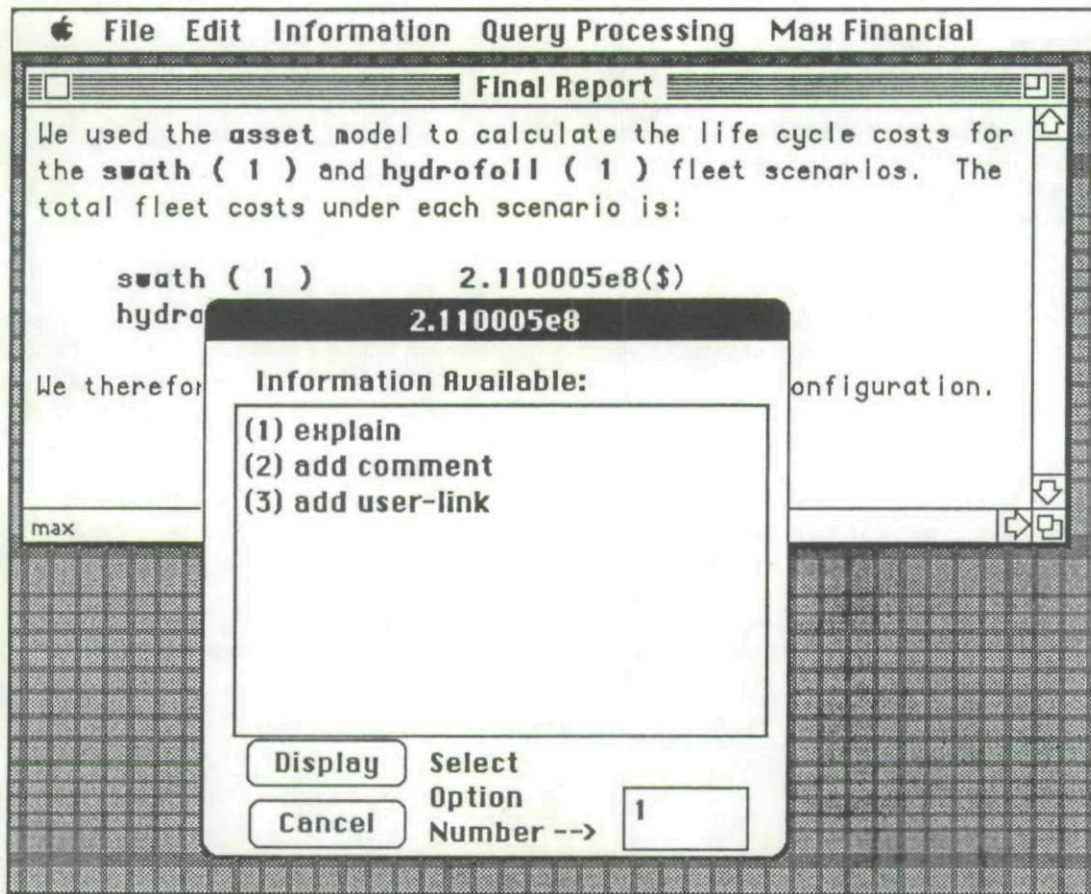 File Edit Information Query Processing Max Financial
Final Report
We used the asset model to calculate the life cycle costs for
the swath ( 1 ) and hydrofoil ( 1 ) fleet scenarios. The
total fleet costs under each scenario is:
swath ( 1 ) 2.110005e8($)
hydro
We therefor onfiguration.
max
2.110005e8
Information Available:
(1) explain
(2) add comment
(3) add user-link
Display
Cancel
Select
Option
Number -->
1